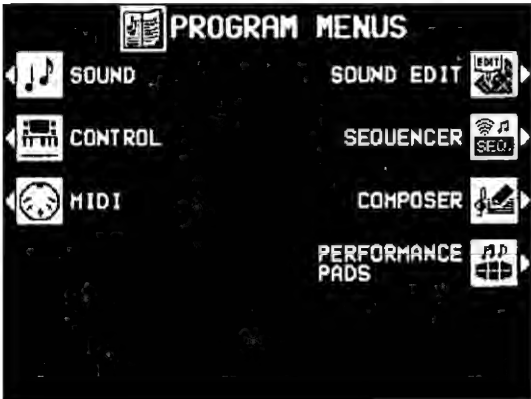 PROGRAM MENUS
SOUND
SOUND EDIT
EDIT
CONTROL
SEQUENCER
SEQ.
MIDI
COMPOSER
PERFORMANCE
PADS